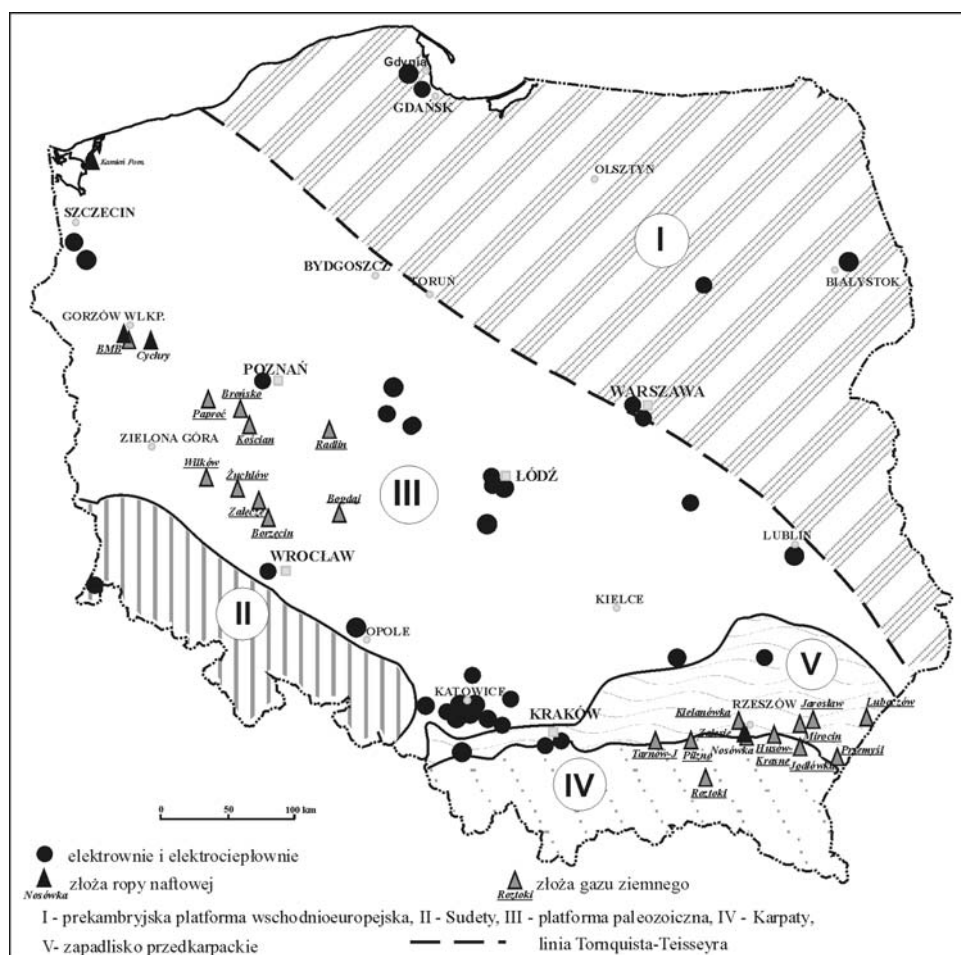 Gdynia
GDAŃSK
Kamień Pom.
OLSZTYN
SZCZECIN
I
BYDGOSZCZ
TORUŃ
BIAŁYSTOK
GORZÓW WLKP.
BMB
Cychry
POZNAŃ
WARSZAWA
Brońsko
Paproć
Kościan
Radlin
ZIELONA GÓRA
Wilków
ŁÓDŹ
Żuchlów
III
Bogdaj
Załęcze
Borzęcin
LUBLIN
WROCŁAW
II
KIELCE
OPOLE
V
KATOWICE
KRAKÓW
Kielanówka
RZESZÓW
Jarosław
Lubaczów
Zalesie
Mirocin
Tarnów-J
Pilzno
Nosówka
Husów-
Krasne
Jodłówka
Przemyśl
IV
Roztoki
0 50 100 km
elektrownie i elektrociepłownie
Nosówka
złoża ropy naftowej
Roztoki
złoża gazu ziemnego
I - prekambryjska platforma wschodnioeuropejska, II - Sudety, III - platforma paleozoiczna, IV - Karpaty,
V- zapadlisko przedkarpackie
linia Tornquista-Teisseyra